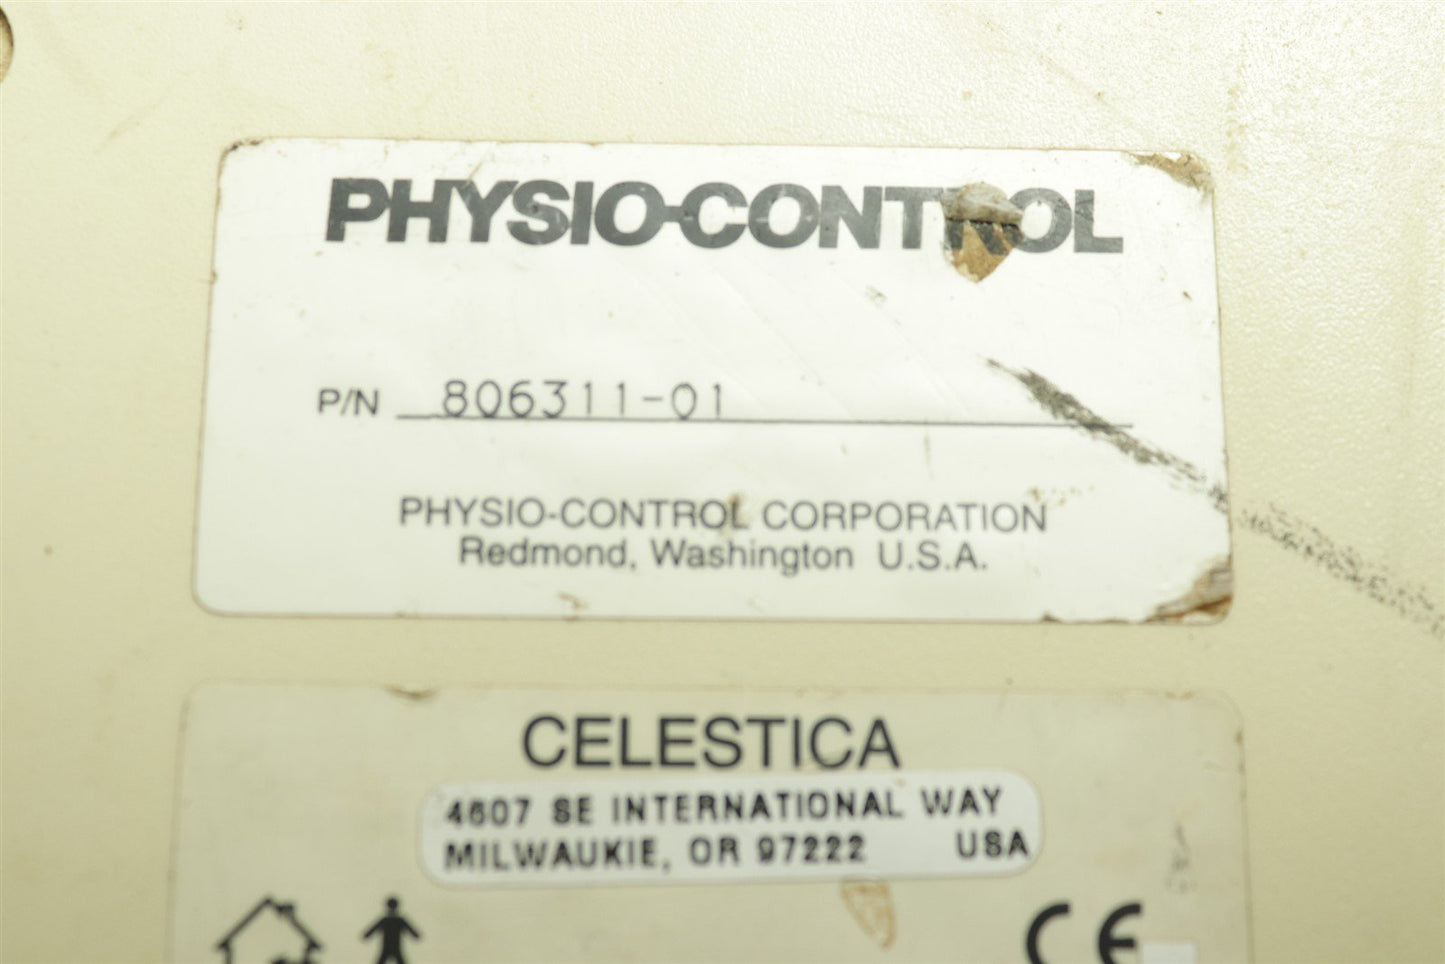 PHYSIO-CONTROL
P/N 806311-01
PHYSIO-CONTROL CORPORATION
Redmond, Washington U.S.A.
CELESTICA
4607 SE INTERNATIONAL WAY
MILWAUKIE, OR 97222 USA
CE